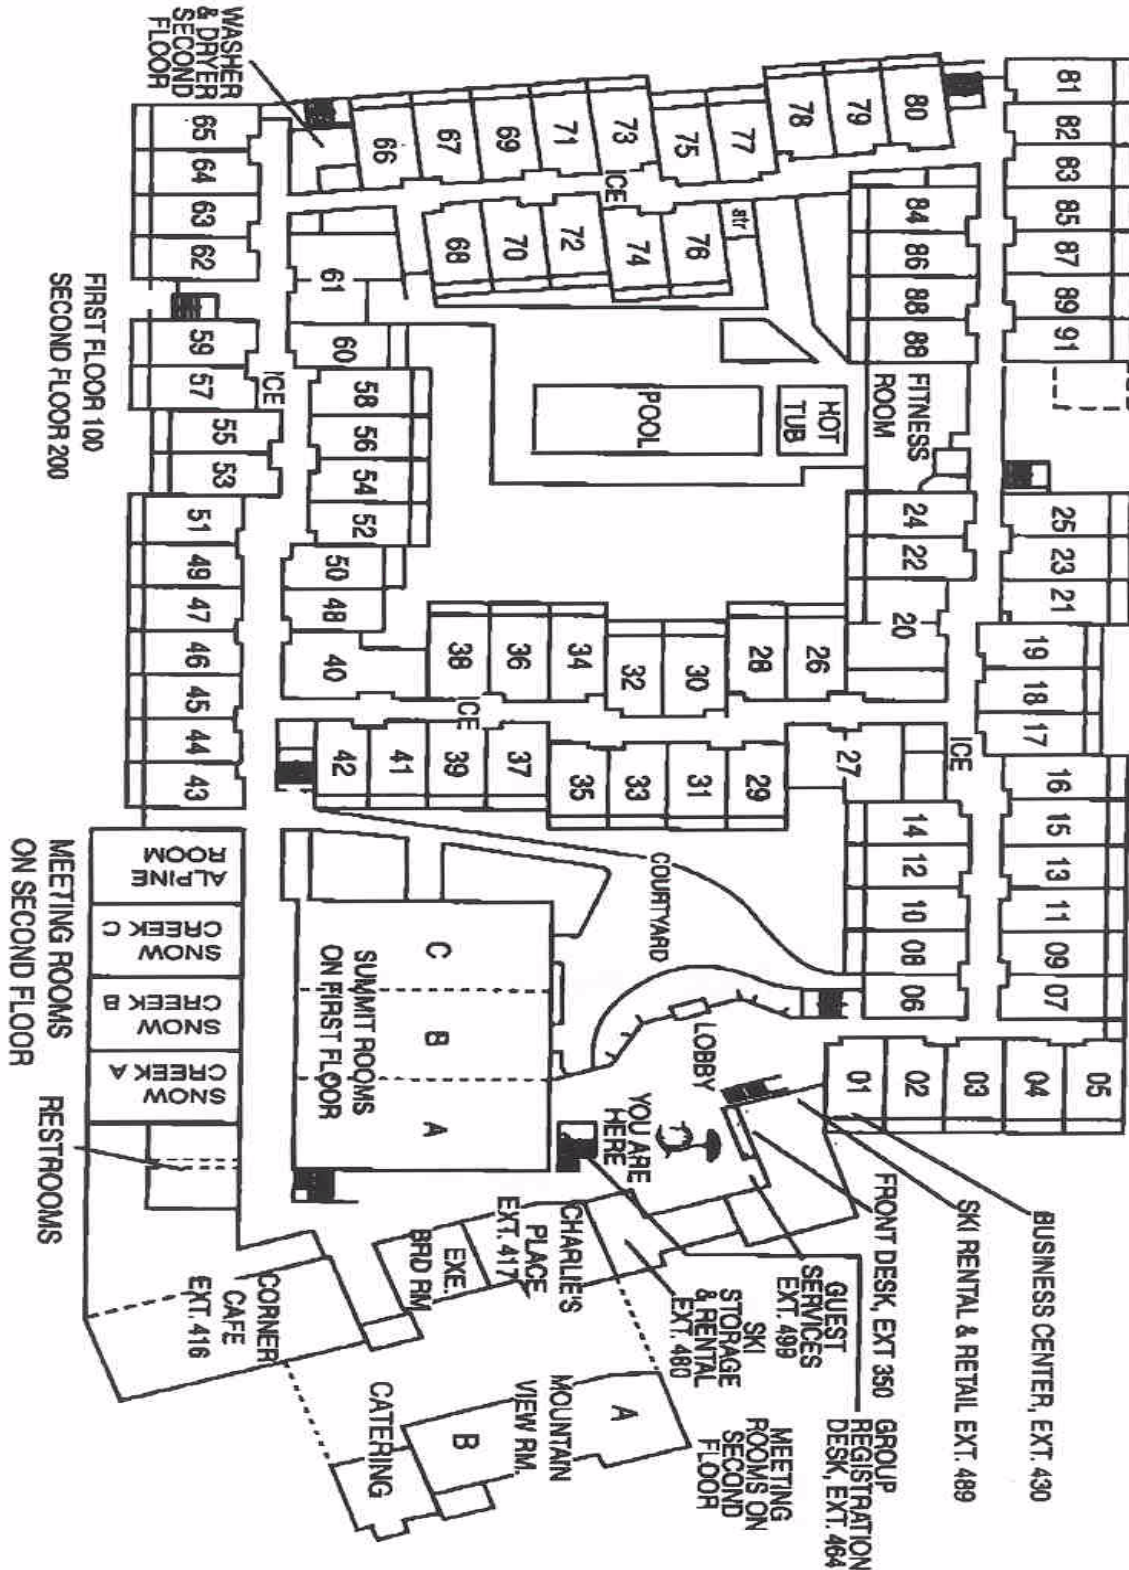 WASHER
& DRYER
SECOND
FLOOR
65
64
63
62
59
57
55
53
51
49
47
46
45
44
43
FIRST FLOOR 100
SECOND FLOOR 200
66
67
69
71
73
75
77
78
79
80
ICE
68
70
72
74
76
str
61
60
58
56
54
52
50
48
40
ICE
81
82
83
85
87
89
91
84
86
88
88
FITNESS
ROOM
POOL
HOT
TUB
24
22
20
25
23
21
19
18
17
16
15
13
11
09
07
ICE
38
36
34
32
30
28
26
ICE
42
41
39
37
35
33
31
29
27
14
12
10
08
06
01
02
03
04
05
COURTYARD
LOBBY
YOU ARE
HERE
ALPINE
ROOM
SNOW
CREEK C
SNOW
CREEK B
SNOW
CREEK A
MEETING ROOMS
ON SECOND FLOOR
RESTROOMS
C
B
A
SUMMIT ROOMS
ON FIRST FLOOR
BUSINESS CENTER, EXT. 430
SKI RENTAL & RETAIL EXT. 489
FRONT DESK, EXT 350
GROUP
REGISTRATION
DESK, EXT. 464
GUEST
SERVICES
EXT. 499
SKI
STORAGE
& RENTAL
EXT. 480
MEETING
ROOMS ON
SECOND
FLOOR
CHARLIE'S
PLACE
EXT. 417
EXE.
BRD RM
CORNER
CAFE
EXT. 416
MOUNTAIN
VIEW RM.
A
B
CATERING